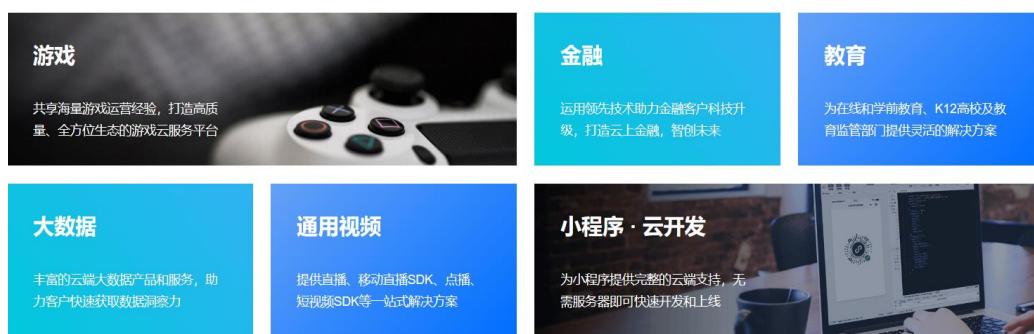 游戏
共享海量游戏运营经验，打造高质
量、全方位生态的游戏云服务平台
金融
运用领先技术助力金融客户科技升
级，打造云上金融，智创未来
教育
为在线和学前教育、K12高校及教
育监管部门提供灵活的解决方案
大数据
丰富的云端大数据产品和服务，助
力客户快速获取数据洞察力
通用视频
提供直播、移动直播SDK、点播、
短视频SDK等一站式解决方案
小程序 · 云开发
为小程序提供完整的云端支持，无
需服务器即可快速开发和上线